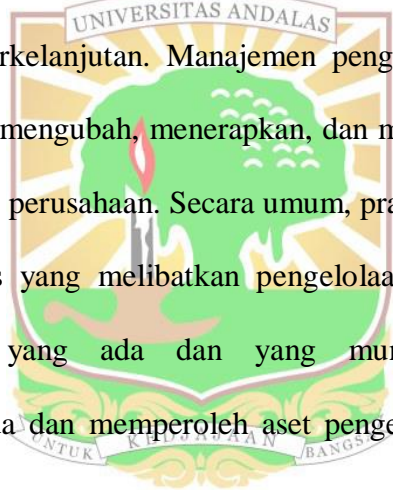 UNIVERSITAS ANDALAS
rkelanjutan. Manajemen peng
mengubah, menerapkan, dan m
perusahaan. Secara umum, pra
s yang melibatkan pengelolaa
yang ada dan yang mun
a dan memperoleh aset penge
UNTUK KEDJAJAAN BANGSA